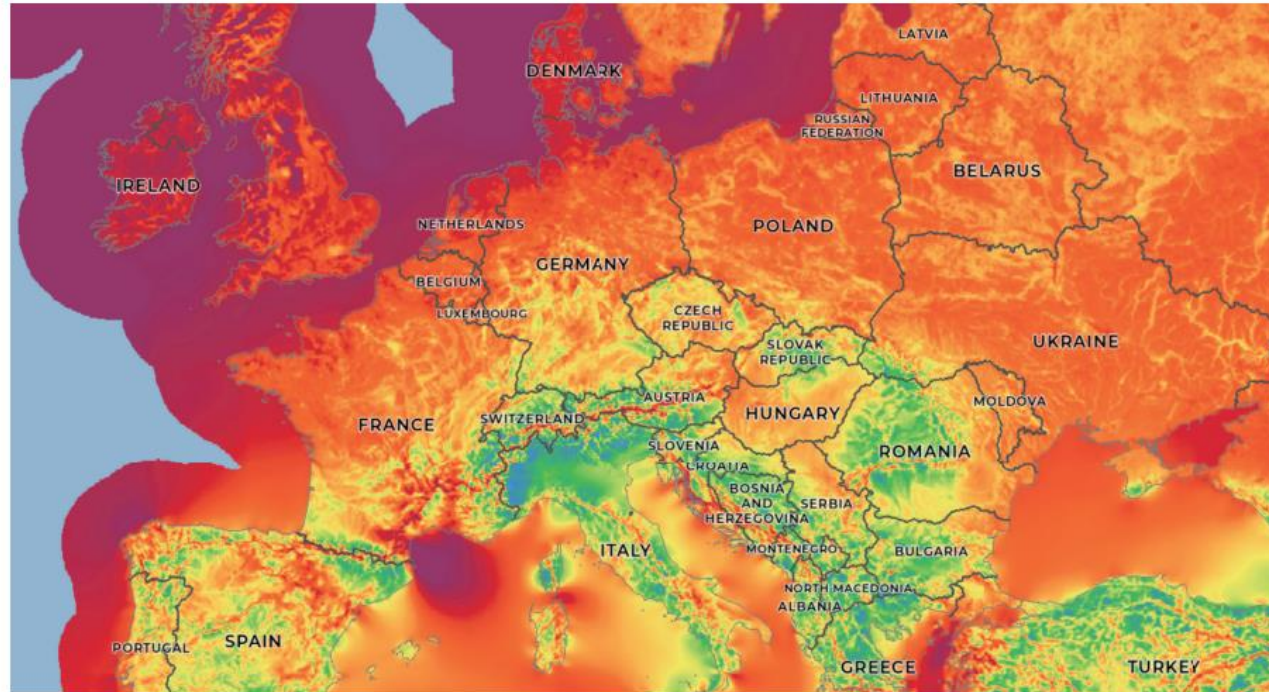 LATVIA
DENMARK
LITHUANIA
RUSSIAN
FEDERATION
BELARUS
IRELAND
NETHERLANDS
POLAND
GERMANY
BELGIUM
LUXEMBOURG
CZECH
REPUBLIC
SLOVAK
REPUBLIC
UKRAINE
AUSTRIA
MOLDOVA
SWITZERLAND
HUNGARY
FRANCE
SLOVENIA
ROMANIA
CROATIA
BOSNIA
AND
HERZEGOVINA
SERBIA
ITALY
MONTENEGRO
BULGARIA
NORTH MACEDONIA
ALBANIA
PORTUGAL
SPAIN
GREECE
TURKEY